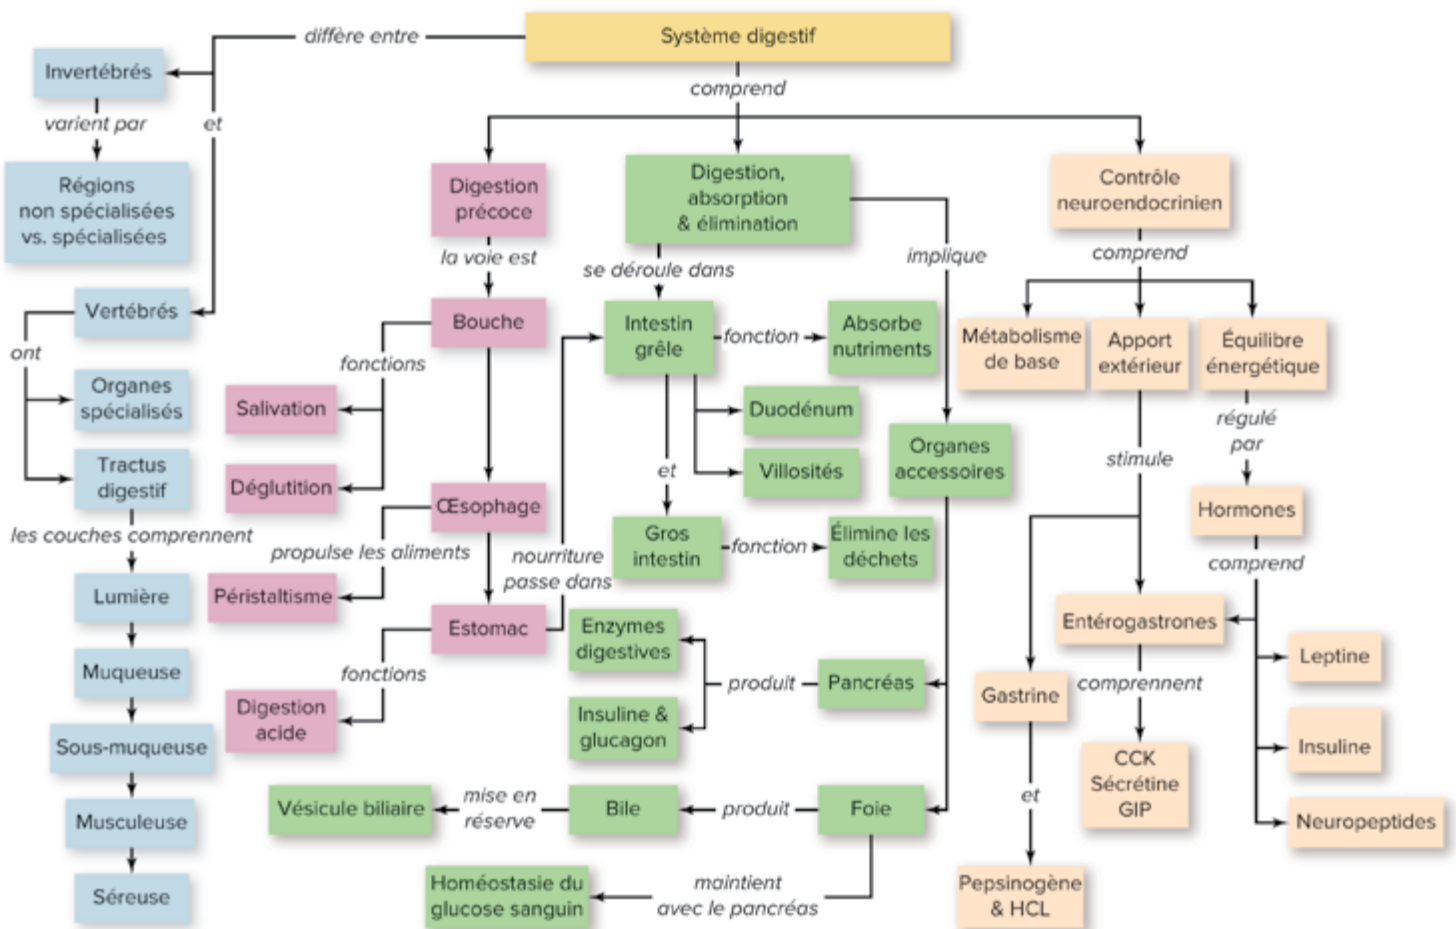 Système digestif
diffère entre
Invertébrés
varient par
et
Régions
non spécialisées
vs. spécialisées
Vertébrés
ont
Organes
spécialisés
Tractus
digestif
les couches comprennent
Lumière
Muqueuse
Sous-muqueuse
Musculeuse
Séreuse
comprend
Digestion
précoce
la voie est
Bouche
fonctions
Salivation
Déglutition
Œsophage
propulse les aliments
Péristaltisme
Estomac
fonctions
Digestion
acide
nourriture
passe dans
Digestion,
absorption
& élimination
se déroule dans
Intestin
grêle
fonction
Absorbe
nutriments
Duodénum
Villosités
et
Gros
intestin
fonction
Élimine les
déchets
implique
Organes
accessoires
Pancréas
produit
Enzymes
digestives
Insuline &
glucagon
Foie
produit
Bile
mise en
réserve
Vésicule biliaire
maintient
avec le pancréas
Homéostasie du
glucose sanguin
Contrôle
neuroendocrinien
comprend
Métabolisme
de base
Apport
extérieur
Équilibre
énergétique
stimule
régulé
par
Hormones
comprend
Entérogastrones
Leptine
Insuline
Neuropeptides
comprennent
CCK
Sécrétine
GIP
Gastrine
et
Pepsinogène
& HCL